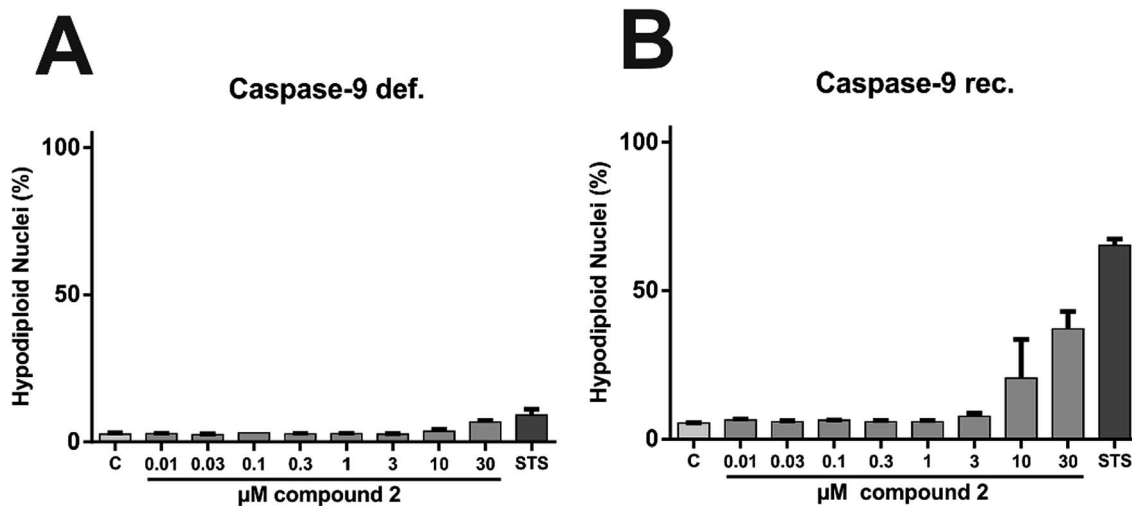 A
Caspase-9 def.
Hypodiploid Nuclei (%)
100
50
0
C 0.01 0.03 0.1 0.3 1 3 10 30 STS
µM compound 2
B
Caspase-9 rec.
Hypodiploid Nuclei (%)
100
50
0
C 0.01 0.03 0.1 0.3 1 3 10 30 STS
µM compound 2